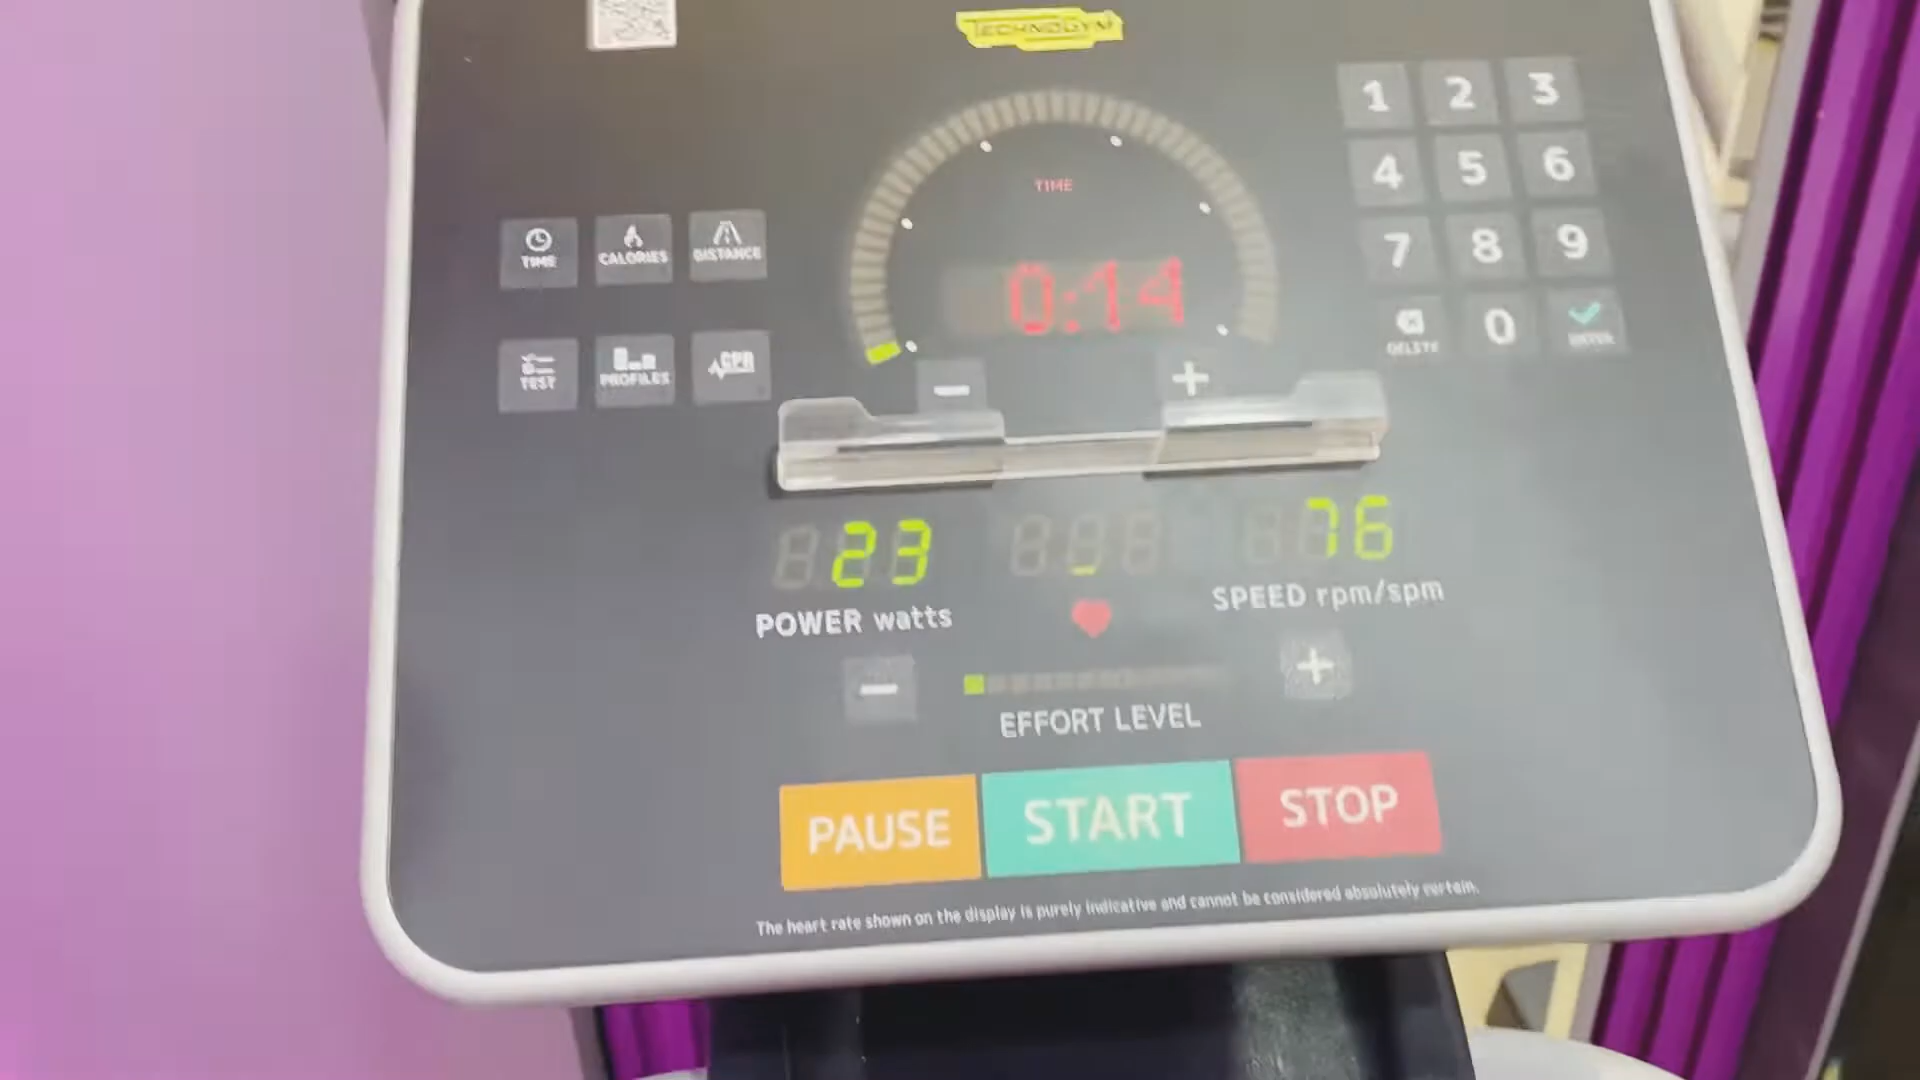 TECHNOGYM
1 2 3
4 5 6
7 8 9
DELETE 0 ENTER
TIME
0:14
TIME CALORIES DISTANCE
TEST PROFILES CPR
- +
23 76
POWER watts SPEED rpm/spm
- +
EFFORT LEVEL
PAUSE START STOP
The heart rate shown on the display is purely indicative and cannot be considered absolutely certain.